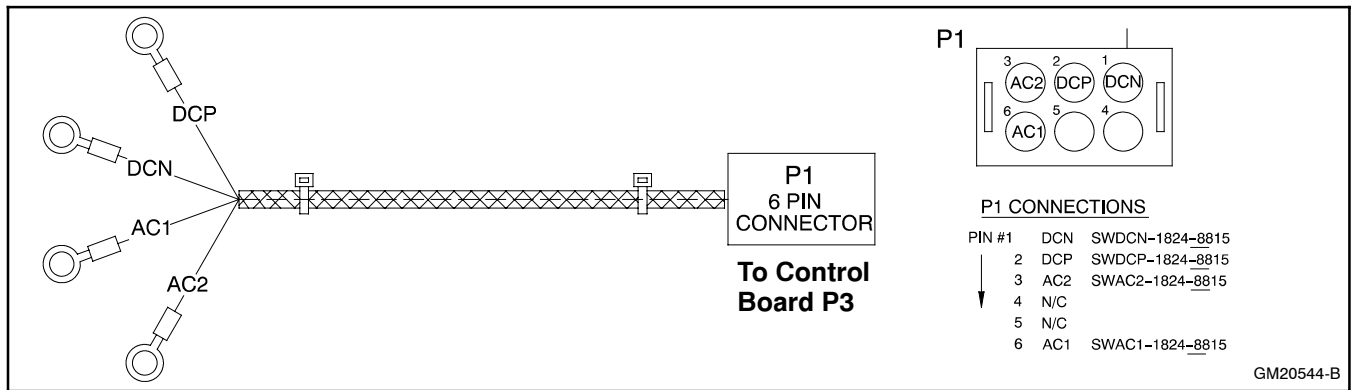 DCP
DCN
AC1
AC2
P1
6 PIN
CONNECTOR
To Control
Board P3
P1
3 2 1
AC2 DCP DCN
6 5 4
AC1
P1 CONNECTIONS
PIN #1 DCN SWDCN-1824-8815
2 DCP SWDCP-1824-8815
3 AC2 SWAC2-1824-8815
4 N/C
5 N/C
6 AC1 SWAC1-1824-8815
GM20544-B